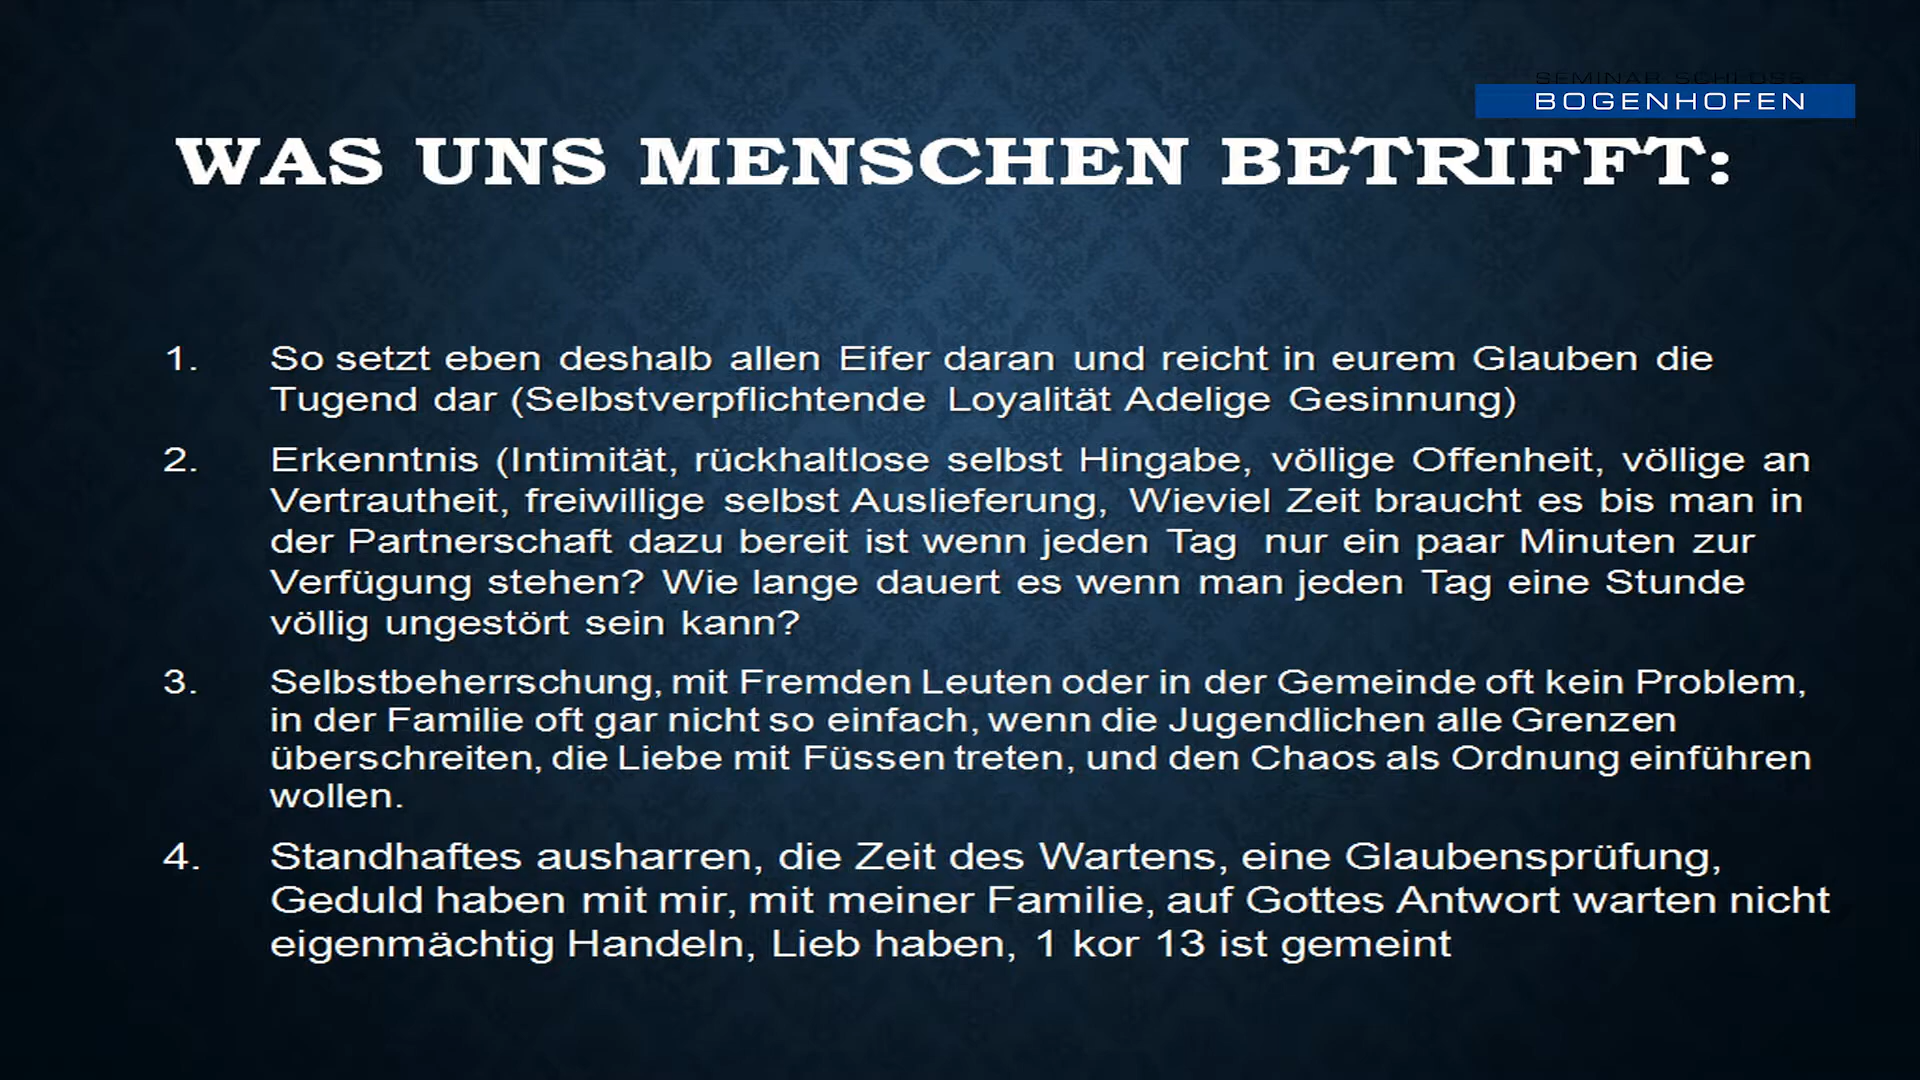 SEMINAR SCHLOSS
BOGENHOFEN
WAS UNS MENSCHEN BETRIFFT:
1. So setzt eben deshalb allen Eifer daran und reicht in eurem Glauben die
Tugend dar (Selbstverpflichtende Loyalität Adelige Gesinnung)
2. Erkenntnis (Intimität, rückhaltlose selbst Hingabe, völlige Offenheit, völlige an
Vertrautheit, freiwillige selbst Auslieferung, Wieviel Zeit braucht es bis man in
der Partnerschaft dazu bereit ist wenn jeden Tag nur ein paar Minuten zur
Verfügung stehen? Wie lange dauert es wenn man jeden Tag eine Stunde
völlig ungestört sein kann?
3. Selbstbeherrschung, mit Fremden Leuten oder in der Gemeinde oft kein Problem,
in der Familie oft gar nicht so einfach, wenn die Jugendlichen alle Grenzen
überschreiten, die Liebe mit Füssen treten, und den Chaos als Ordnung einführen
wollen.
4. Standhaftes ausharren, die Zeit des Wartens, eine Glaubensprüfung,
Geduld haben mit mir, mit meiner Familie, auf Gottes Antwort warten nicht
eigenmächtig Handeln, Lieb haben, 1 kor 13 ist gemeint